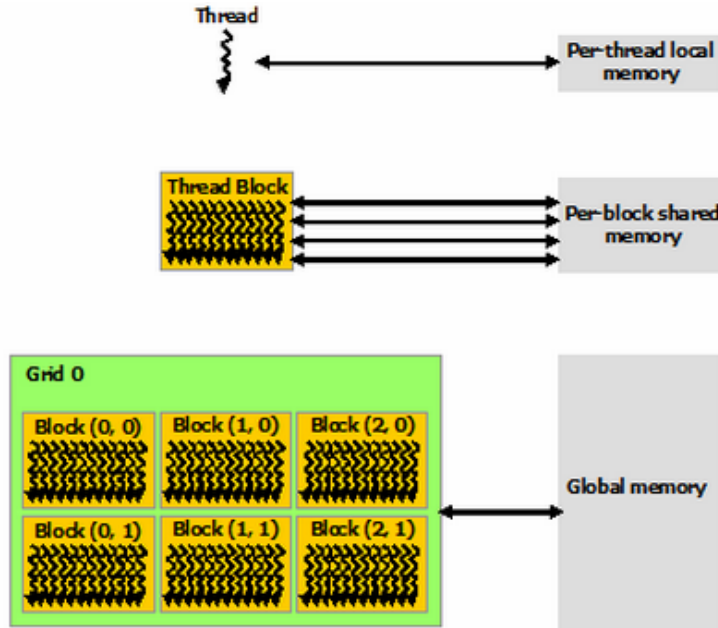 Thread
Per-thread local
memory
Thread Block
Per-block shared
memory
Grid 0
Block (0, 0)
Block (1, 0)
Block (2, 0)
Global memory
Block (0, 1)
Block (1, 1)
Block (2, 1)